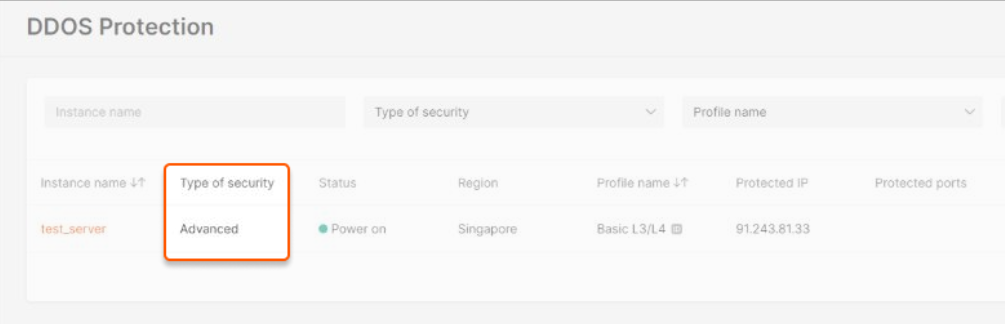 DDOS Protection
Instance name Type of security Profile name
Instance name ↓↑ Type of security Status Region Profile name ↓↑ Protected IP Protected ports
test_server Advanced Power on Singapore Basic L3/L4 91.243.81.33